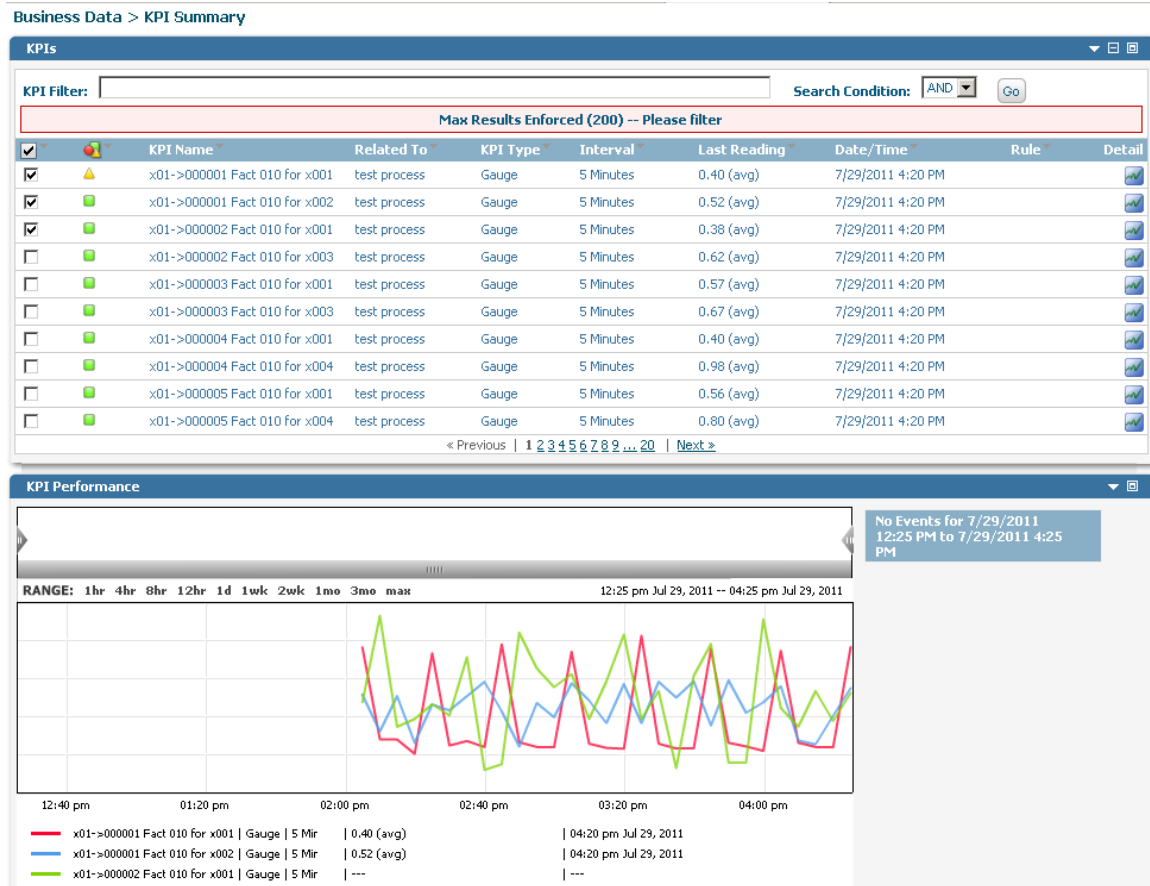 Business Data > KPI Summary
KPIs
KPI Filter: Search Condition: AND Go
Max Results Enforced (200) -- Please filter
KPI Name Related To KPI Type Interval Last Reading Date/Time Rule Detail
x01->000001 Fact 010 for x001 test process Gauge 5 Minutes 0.40 (avg) 7/29/2011 4:20 PM
x01->000001 Fact 010 for x002 test process Gauge 5 Minutes 0.52 (avg) 7/29/2011 4:20 PM
x01->000002 Fact 010 for x001 test process Gauge 5 Minutes 0.38 (avg) 7/29/2011 4:20 PM
x01->000002 Fact 010 for x003 test process Gauge 5 Minutes 0.62 (avg) 7/29/2011 4:20 PM
x01->000003 Fact 010 for x001 test process Gauge 5 Minutes 0.57 (avg) 7/29/2011 4:20 PM
x01->000003 Fact 010 for x003 test process Gauge 5 Minutes 0.67 (avg) 7/29/2011 4:20 PM
x01->000004 Fact 010 for x001 test process Gauge 5 Minutes 0.40 (avg) 7/29/2011 4:20 PM
x01->000004 Fact 010 for x004 test process Gauge 5 Minutes 0.98 (avg) 7/29/2011 4:20 PM
x01->000005 Fact 010 for x001 test process Gauge 5 Minutes 0.56 (avg) 7/29/2011 4:20 PM
x01->000005 Fact 010 for x004 test process Gauge 5 Minutes 0.80 (avg) 7/29/2011 4:20 PM
« Previous | 1 2 3 4 5 6 7 8 9 ... 20 | Next »
KPI Performance
No Events for 7/29/2011
12:25 PM to 7/29/2011 4:25
PM
RANGE: 1hr 4hr 8hr 12hr 1d 1wk 2wk 1mo 3mo max 12:25 pm Jul 29, 2011 -- 04:25 pm Jul 29, 2011
12:40 pm 01:20 pm 02:00 pm 02:40 pm 03:20 pm 04:00 pm
x01->000001 Fact 010 for x001 | Gauge | 5 Mir | 0.40 (avg) | 04:20 pm Jul 29, 2011
x01->000001 Fact 010 for x002 | Gauge | 5 Mir | 0.52 (avg) | 04:20 pm Jul 29, 2011
x01->000002 Fact 010 for x001 | Gauge | 5 Mir | --- | ---